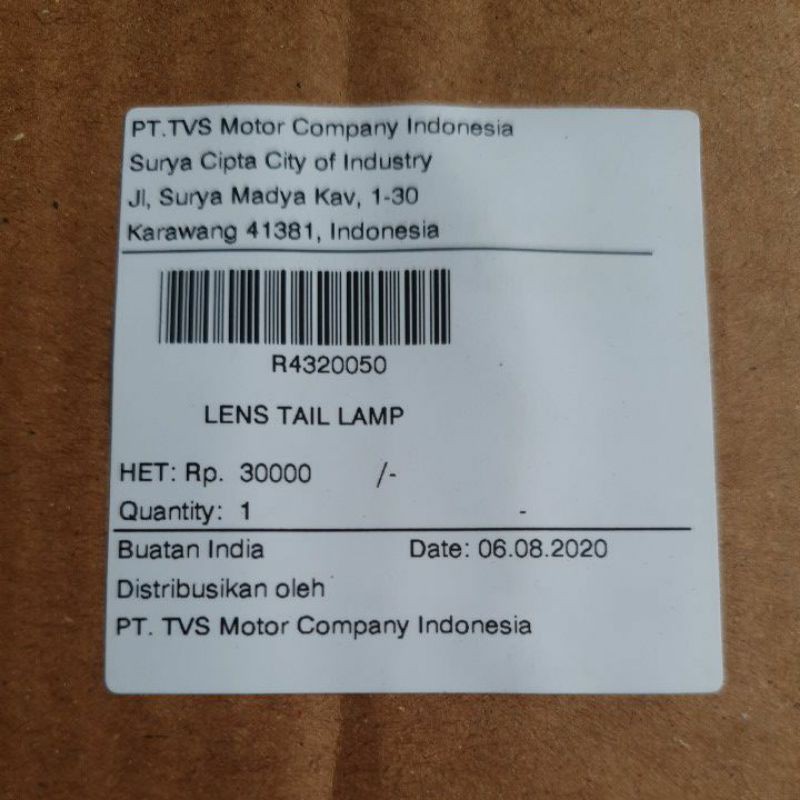 PT.TVS Motor Company Indonesia
Surya Cipta City of Industry
Jl, Surya Madya Kav, 1-30
Karawang 41381, Indonesia
R4320050
LENS TAIL LAMP
HET: Rp. 30000 /-
Quantity: 1 -
Buatan India Date: 06.08.2020
Distribusikan oleh
PT. TVS Motor Company Indonesia